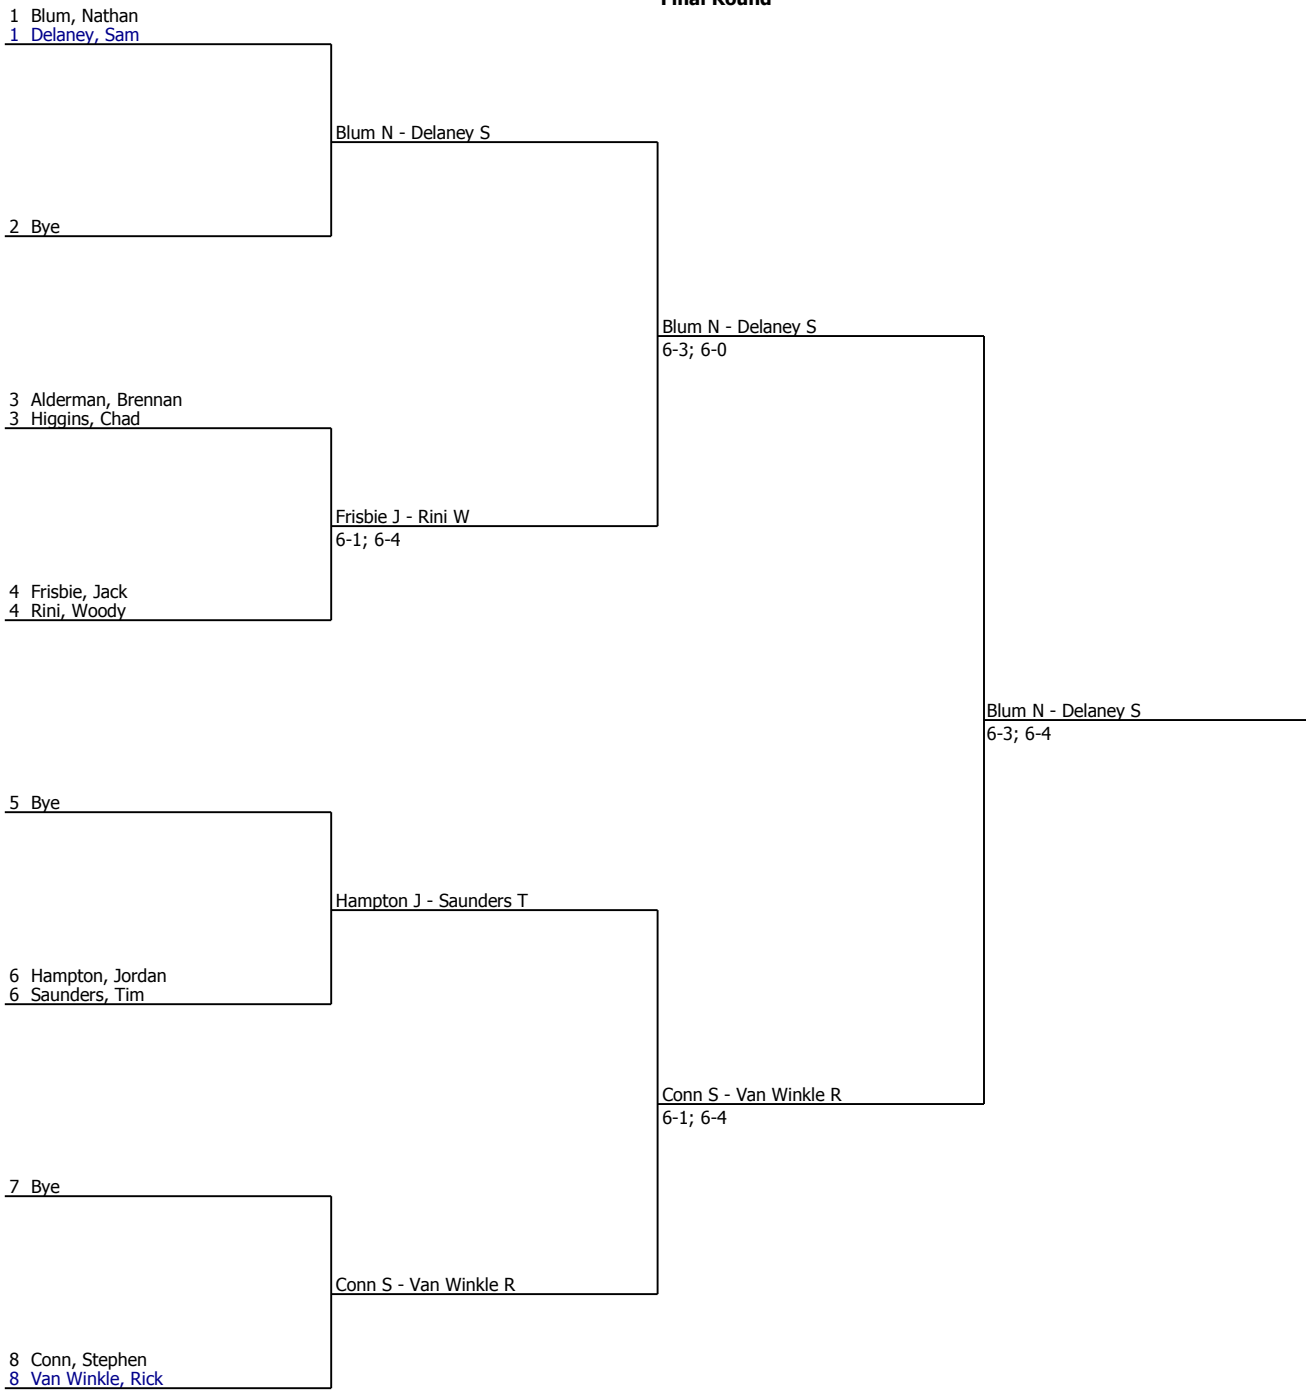 Final Round
1 Blum, Nathan
1 Delaney, Sam
Blum N - Delaney S
2 Bye
Blum N - Delaney S
6-3; 6-0
3 Alderman, Brennan
3 Higgins, Chad
Frisbie J - Rini W
6-1; 6-4
4 Frisbie, Jack
4 Rini, Woody
Blum N - Delaney S
6-3; 6-4
5 Bye
Hampton J - Saunders T
6 Hampton, Jordan
6 Saunders, Tim
Conn S - Van Winkle R
6-1; 6-4
7 Bye
Conn S - Van Winkle R
8 Conn, Stephen
8 Van Winkle, Rick